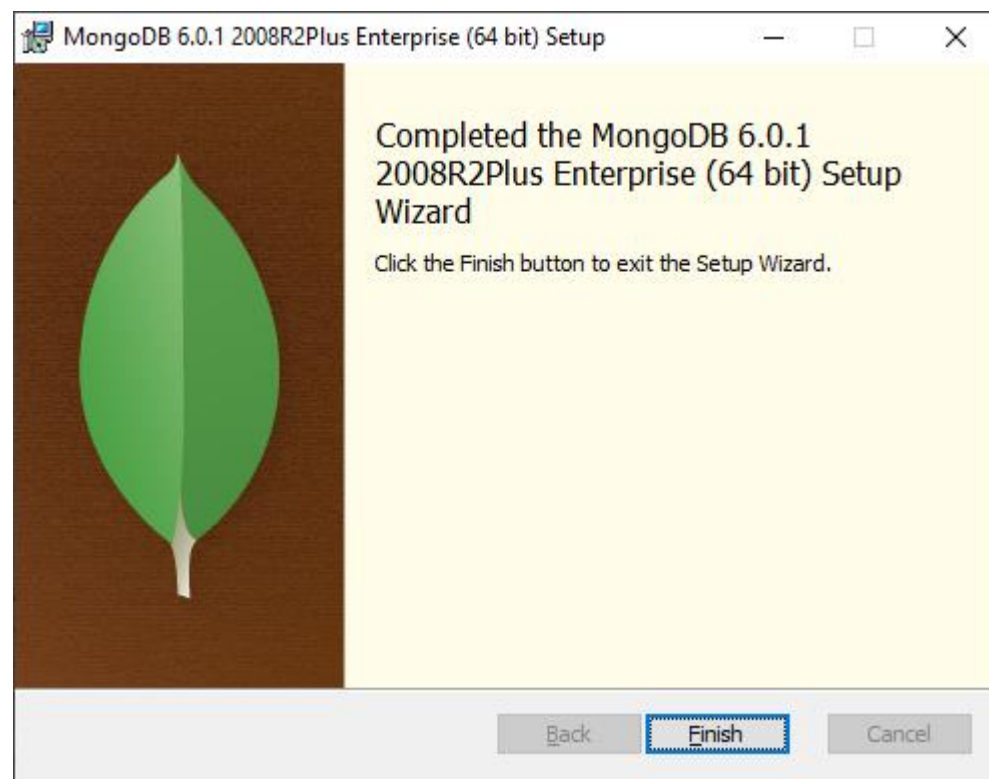 MongoDB 6.0.1 2008R2Plus Enterprise (64 bit) Setup
Completed the MongoDB 6.0.1
2008R2Plus Enterprise (64 bit) Setup
Wizard
Click the Finish button to exit the Setup Wizard.
Back Finish Cancel